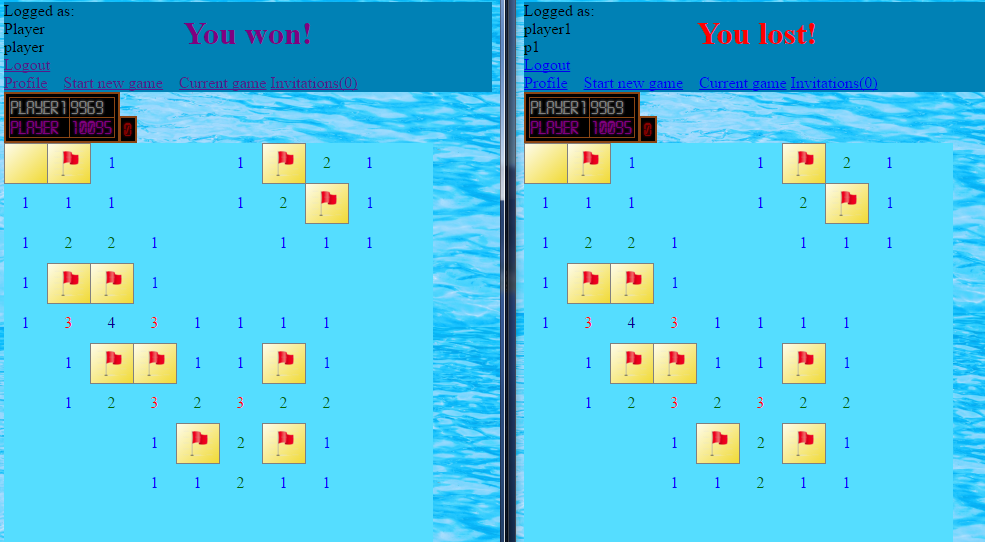 Logged as:
Player
player
You won!
Logout
Profile Start new game Current game Invitations(0)
PLAYER1 9969
PLAYER 10095 0
1 1 2 1
1 1 1 1 2 1
1 2 2 1 1 1 1
1 1
1 3 4 3 1 1 1 1
1 1 1 1
1 2 3 2 3 2 2
1 2 1
1 1 2 1 1
Logged as:
player1
p1
You lost!
Logout
Profile Start new game Current game Invitations(0)
PLAYER1 9969
PLAYER 10095 0
1 1 2 1
1 1 1 1 2 1
1 2 2 1 1 1 1
1 1
1 3 4 3 1 1 1 1
1 1 1 1
1 2 3 2 3 2 2
1 2 1
1 1 2 1 1